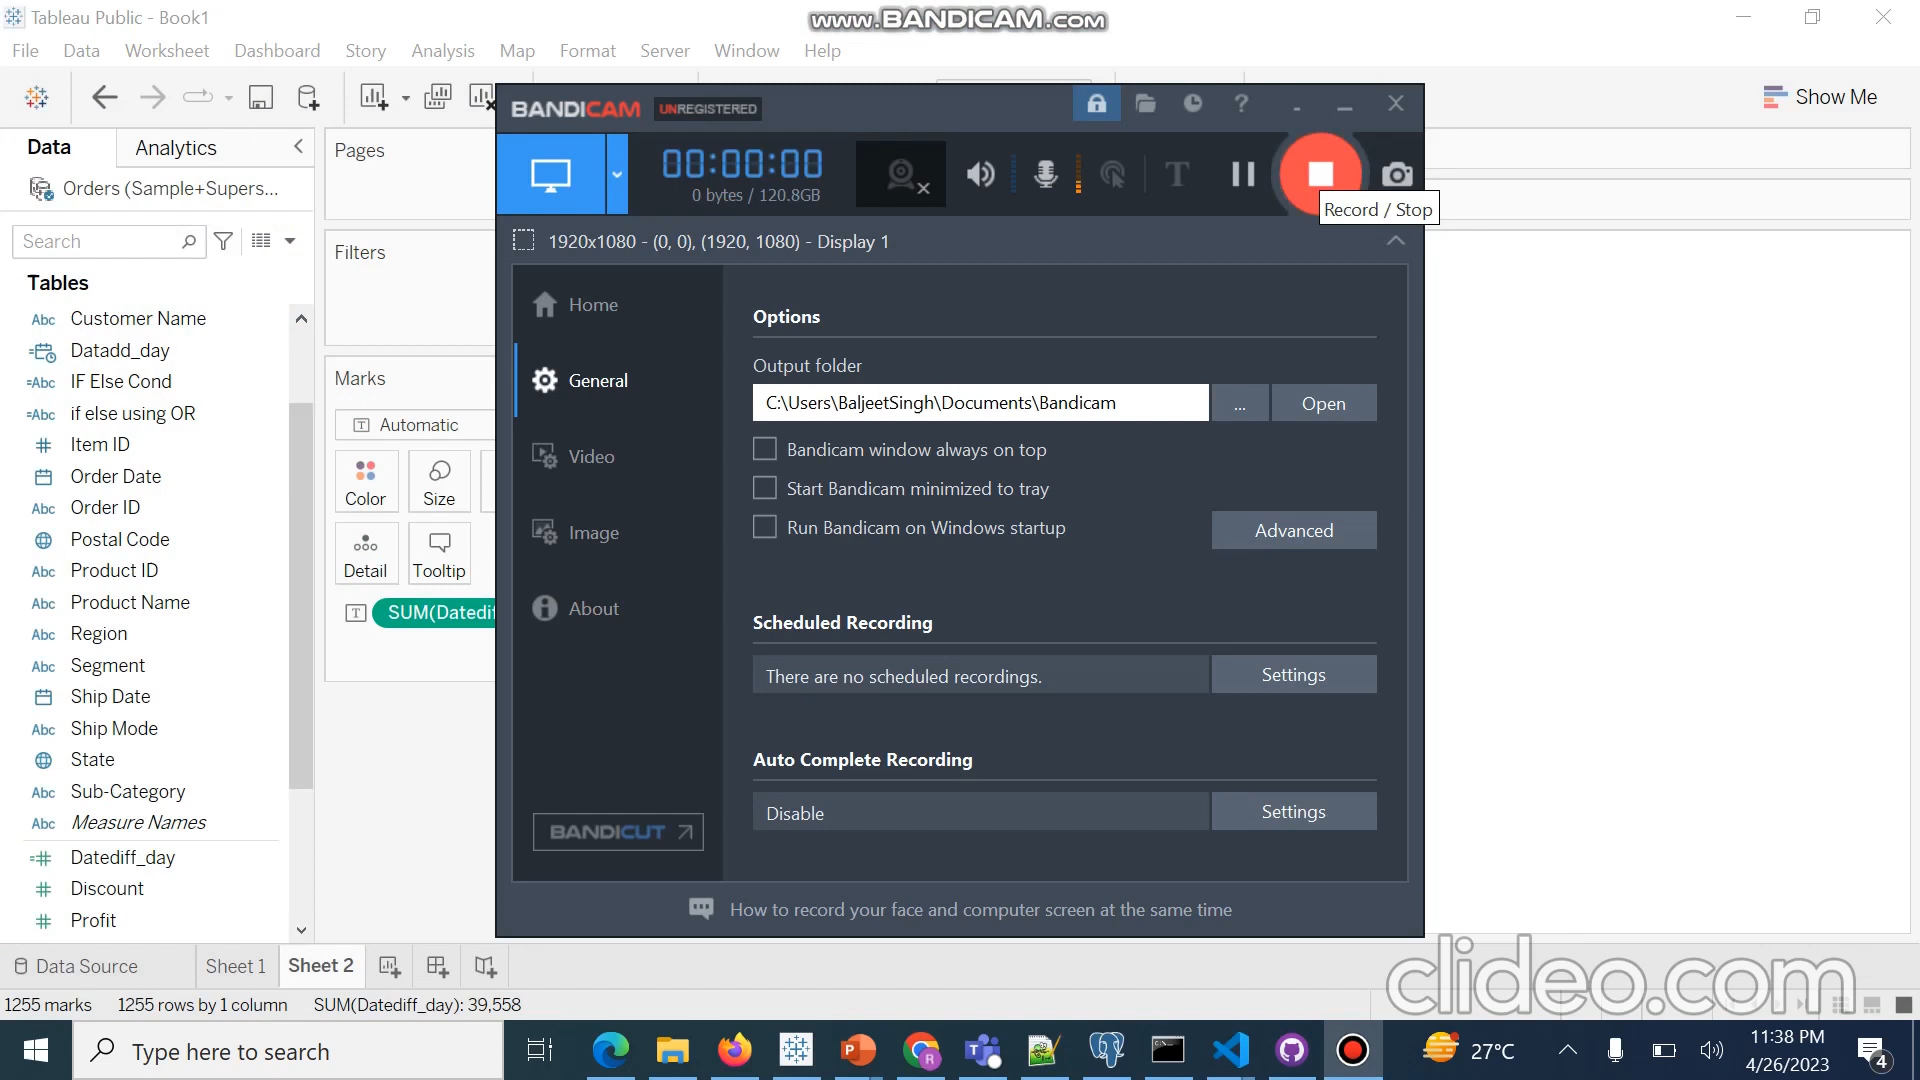 Tableau Public - Book1
www.BANDICAM.com
File Data Worksheet Dashboard Story Analysis Map Format Server Window Help
Show Me
Data
Analytics
Orders (Sample+Supers...
Search
Tables
Customer Name
Datadd_day
IF Else Cond
if else using OR
Item ID
Order Date
Order ID
Postal Code
Product ID
Product Name
Region
Segment
Ship Date
Ship Mode
State
Sub-Category
Measure Names
Datediff_day
Discount
Profit
Pages
Filters
Marks
Automatic
Color
Size
Detail
Tooltip
SUM(Datedif
BANDICAM UNREGISTERED
00:00:00
0 bytes / 120.8GB
Record / Stop
1920x1080 - (0, 0), (1920, 1080) - Display 1
Home
General
Video
Image
About
BANDICUT
Options
Output folder
C:\Users\BaljeetSingh\Documents\Bandicam
...
Open
Bandicam window always on top
Start Bandicam minimized to tray
Run Bandicam on Windows startup
Advanced
Scheduled Recording
There are no scheduled recordings.
Settings
Auto Complete Recording
Disable
Settings
How to record your face and computer screen at the same time
Data Source
Sheet 1
Sheet 2
1255 marks
1255 rows by 1 column
SUM(Datediff_day): 39,558
clideo.com
Type here to search
27°C
11:38 PM
4/26/2023
4